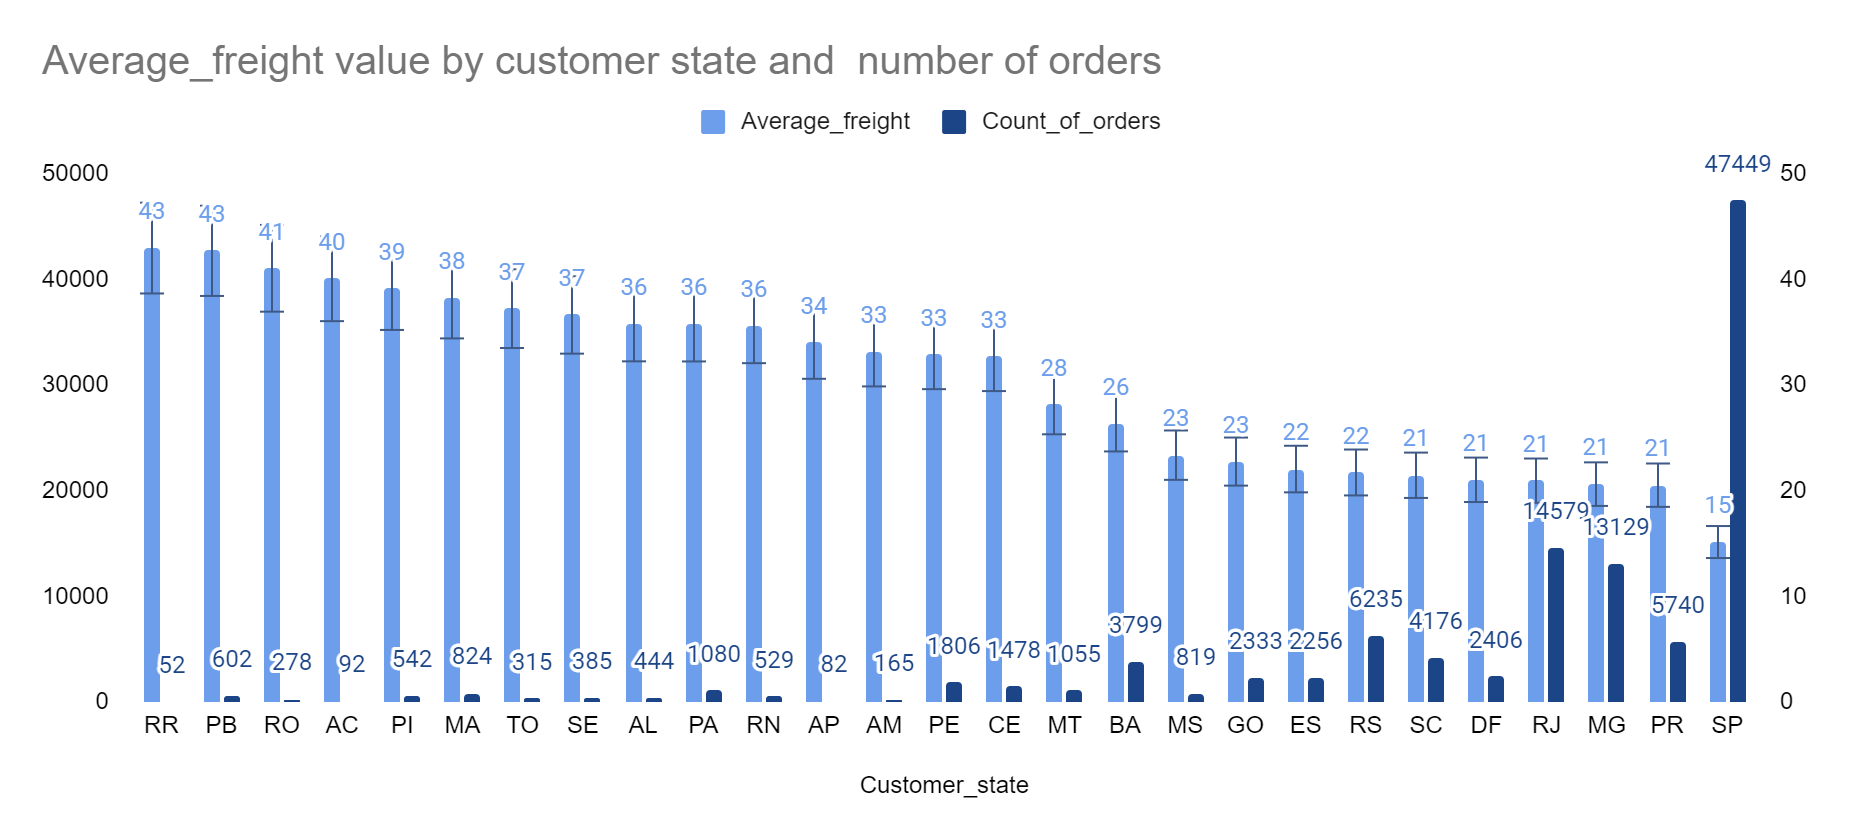 Average_freight value by customer state and  number of orders
Average_freight Count_of_orders
50000 47449 50
43 43 41 40 39 38 37 37 36 36 36 34 33 33 33 28 26 23 23 22 22 21 21 21 21 21 15
40000 40
30000 30
20000 20
14579 13129
10000 10
52 602 278 92 542 824 315 385 444 1080 529 82 165 1806 1478 1055 3799 819 2333 2256 6235 4176 2406 5740
0 0
RR PB RO AC PI MA TO SE AL PA RN AP AM PE CE MT BA MS GO ES RS SC DF RJ MG PR SP
Customer_state